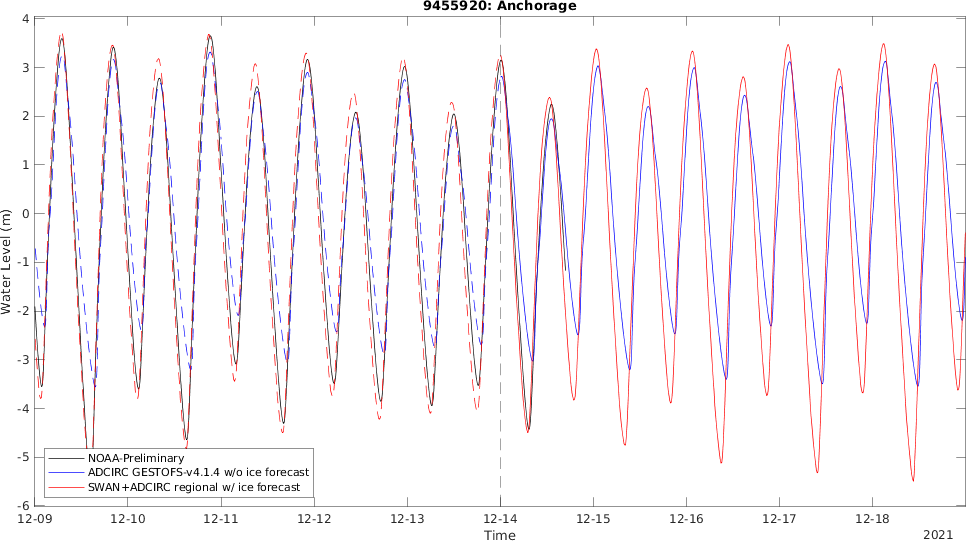 9455920: Anchorage
Water Level (m)
4
3
2
1
0
-1
-2
-3
-4
-5
-6
NOAA-Preliminary
ADCIRC GESTOFS-v4.1.4 w/o ice forecast
SWAN+ADCIRC regional w/ ice forecast
12-09 12-10 12-11 12-12 12-13 12-14 12-15 12-16 12-17 12-18
Time
2021